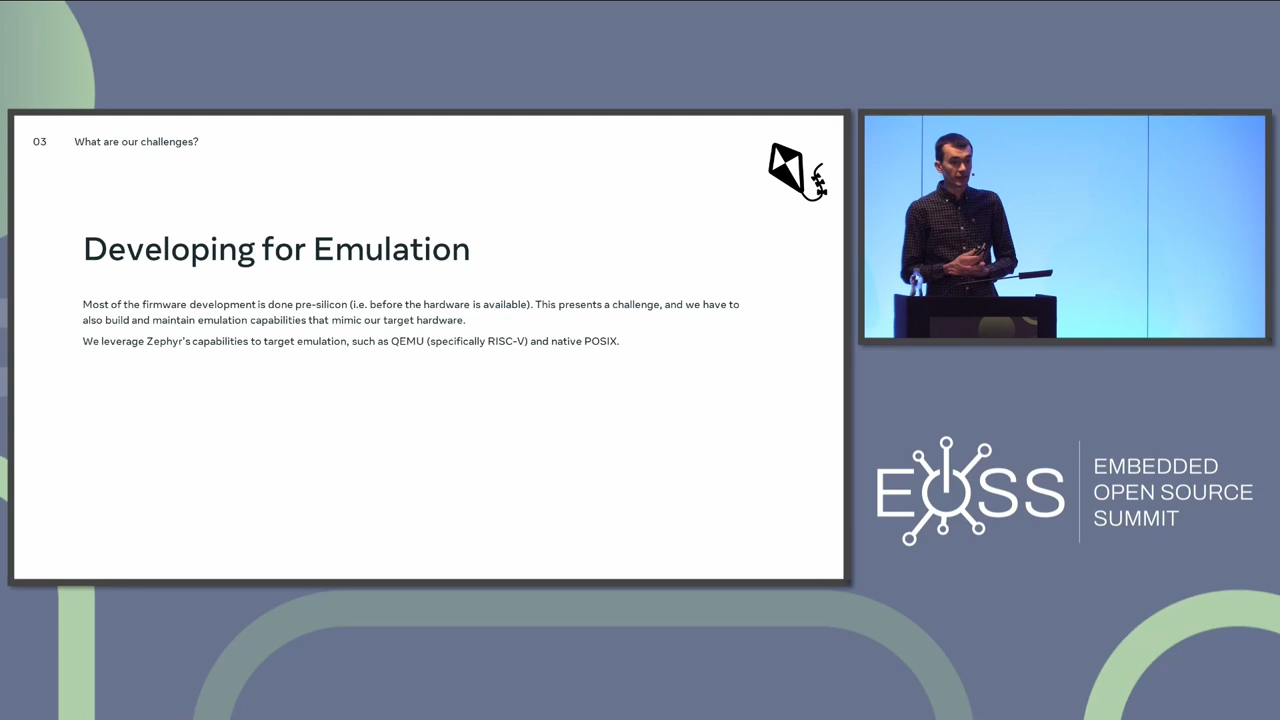 03 What are our challenges?
Developing for Emulation
Most of the firmware development is done pre-silicon (i.e. before the hardware is available). This presents a challenge, and we have to
also build and maintain emulation capabilities that mimic our target hardware.
We leverage Zephyr's capabilities to target emulation, such as QEMU (specifically RISC-V) and native POSIX.
EOSS
EMBEDDED
OPEN SOURCE
SUMMIT